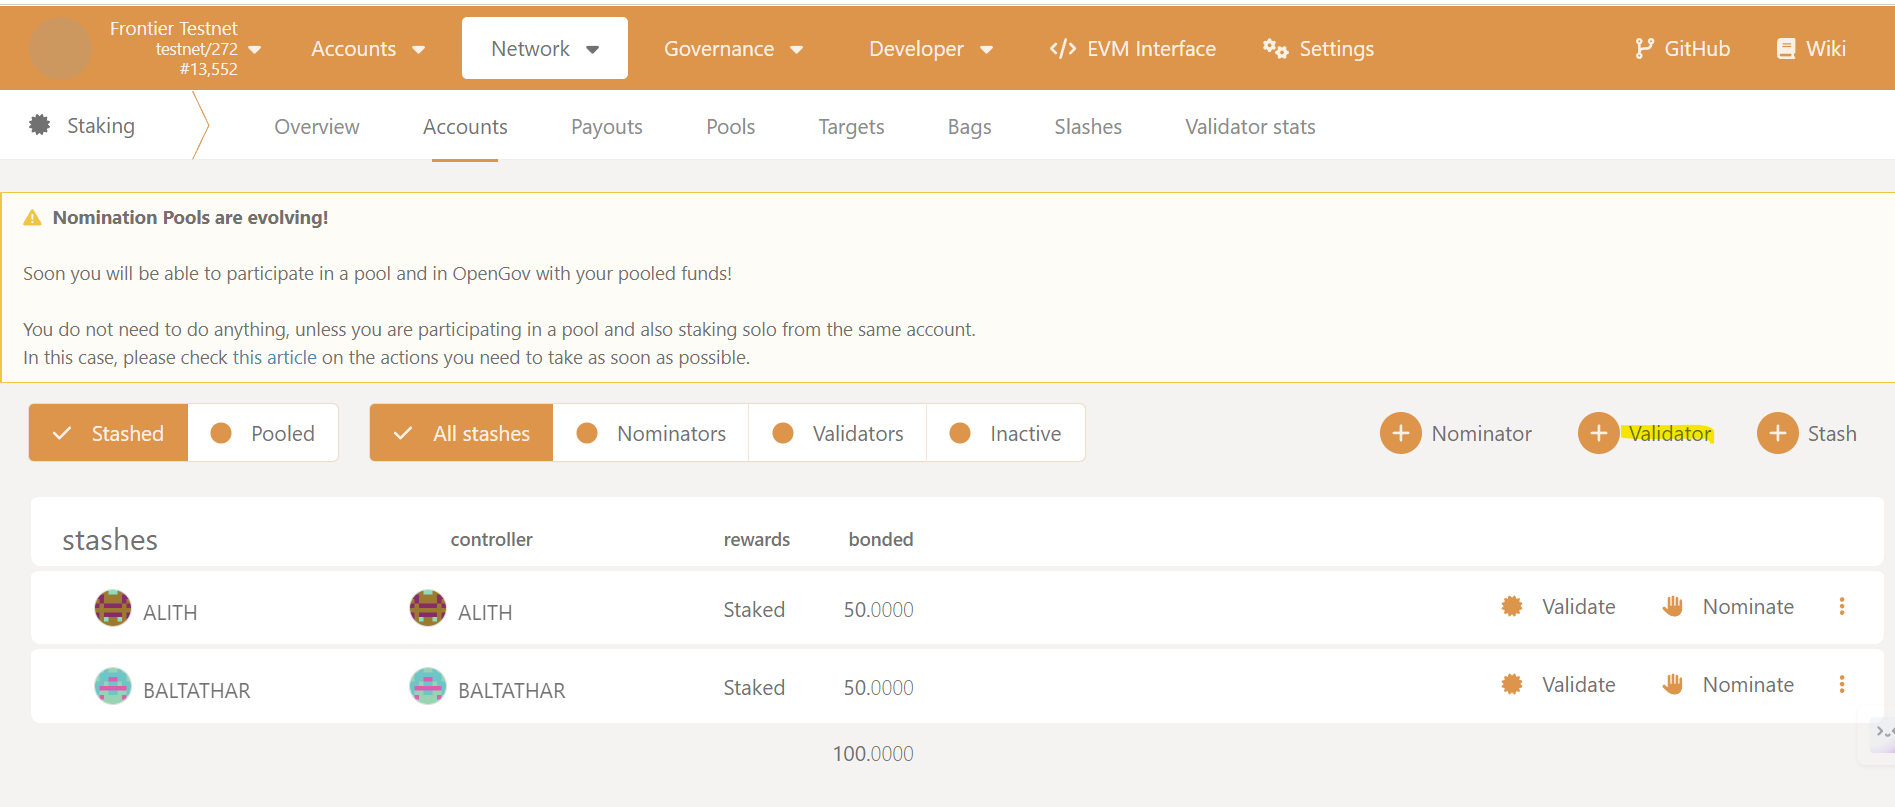 Frontier Testnet
testnet/272
#13,552
Accounts
Network
Governance
Developer
</> EVM Interface
Settings
GitHub
Wiki
Staking
Overview
Accounts
Payouts
Pools
Targets
Bags
Slashes
Validator stats
Nomination Pools are evolving!
Soon you will be able to participate in a pool and in OpenGov with your pooled funds!
You do not need to do anything, unless you are participating in a pool and also staking solo from the same account.
In this case, please check this article on the actions you need to take as soon as possible.
Stashed
Pooled
All stashes
Nominators
Validators
Inactive
Nominator
Validator
Stash
stashes controller rewards bonded
ALITH ALITH Staked 50.0000 Validate Nominate
BALTATHAR BALTATHAR Staked 50.0000 Validate Nominate
100.0000